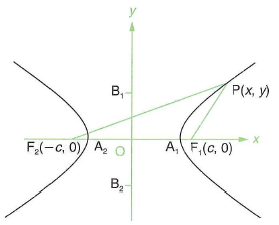 y
B₁
P(x, y)
F₂(−c, 0) A₂ O A₁ F₁(c, 0) x
B₂